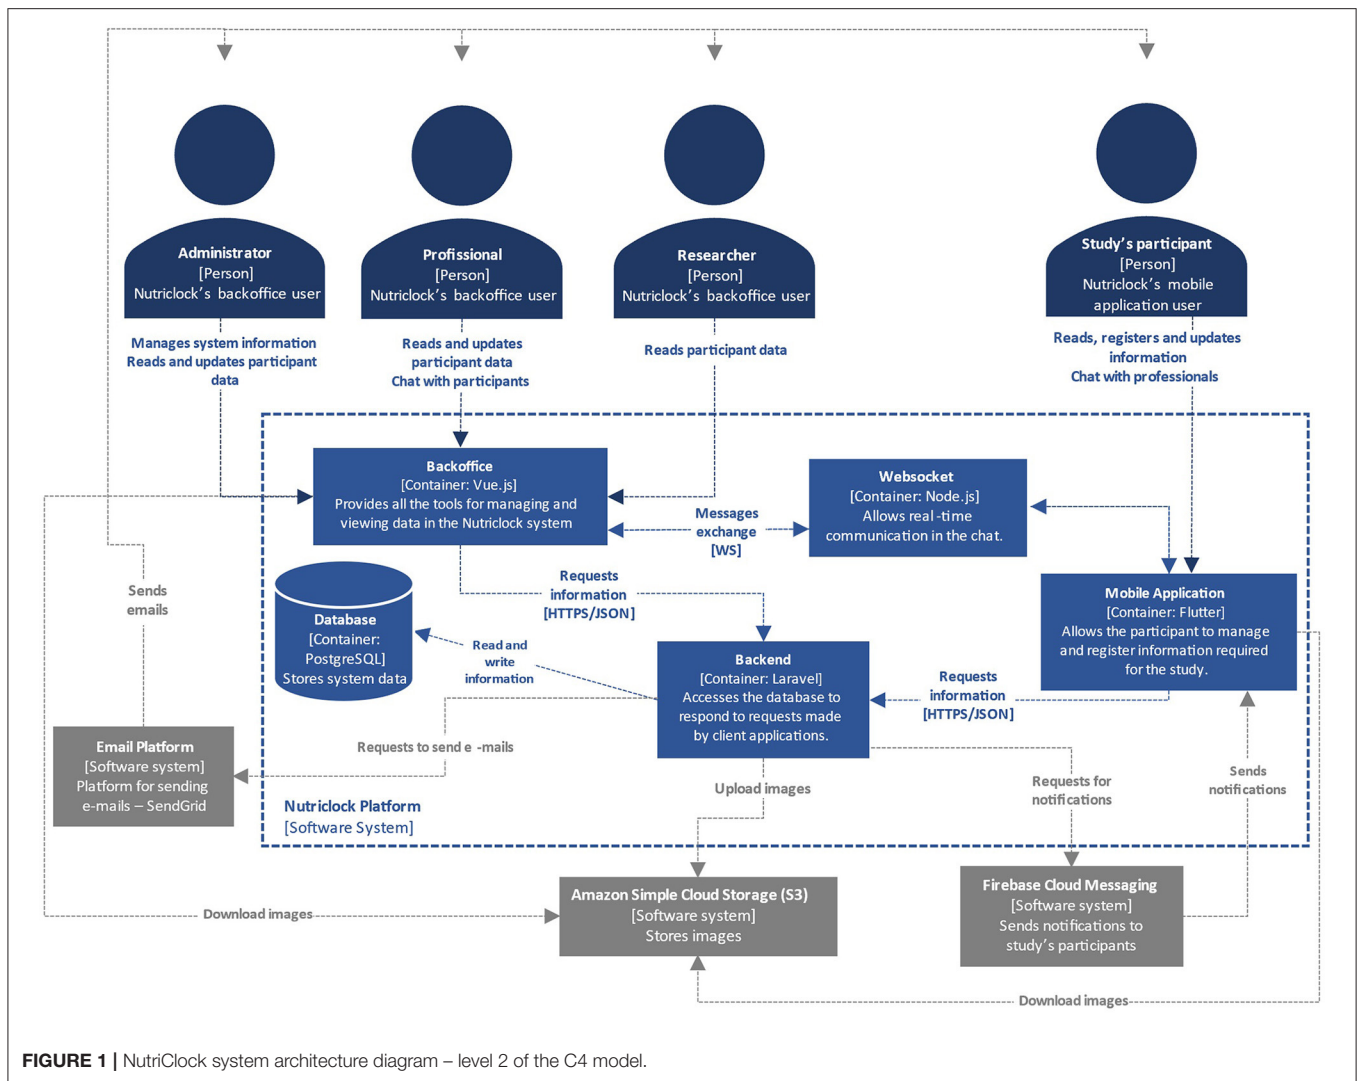 Administrator
[Person]
Nutriclock's backoffice user
Profissional
[Person]
Nutriclock's backoffice user
Researcher
[Person]
Nutriclock's backoffice user
Study's participant
[Person]
Nutriclock's mobile
application user
Manages system information
Reads and updates participant
data
Reads and updates
participant data
Chat with participants
Reads participant data
Reads, registers and updates
information
Chat with professionals
Backoffice
[Container: Vue.js]
Provides all the tools for managing and
viewing data in the Nutriclock system
Messages
exchange
[WS]
Websocket
[Container: Node.js]
Allows real -time
communication in the chat.
Sends
emails
Database
[Container:
PostgreSQL]
Stores system data
Requests
information
[HTTPS/JSON]
Read and
write
information
Backend
[Container: Laravel]
Accesses the database to
respond to requests made
by client applications.
Requests
information
[HTTPS/JSON]
Mobile Application
[Container: Flutter]
Allows the participant to manage
and register information required
for the study.
Email Platform
[Software system]
Platform for sending
e-mails – SendGrid
Requests to send e -mails
Upload images
Requests for
notifications
Sends
notifications
Nutriclock Platform
[Software System]
Download images
Amazon Simple Cloud Storage (S3)
[Software system]
Stores images
Firebase Cloud Messaging
[Software system]
Sends notifications to
study's participants
Download images
FIGURE 1 | NutriClock system architecture diagram – level 2 of the C4 model.